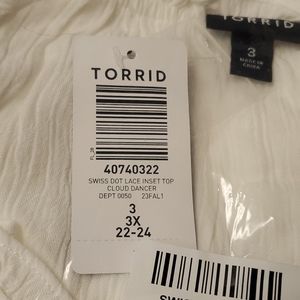 TORRID
3
MADE IN
CHINA
TORRID
FL_28
40740322
SWISS DOT LACE INSET TOP
CLOUD DANCER
DEPT 0050 23FAL1
3
3X
22-24